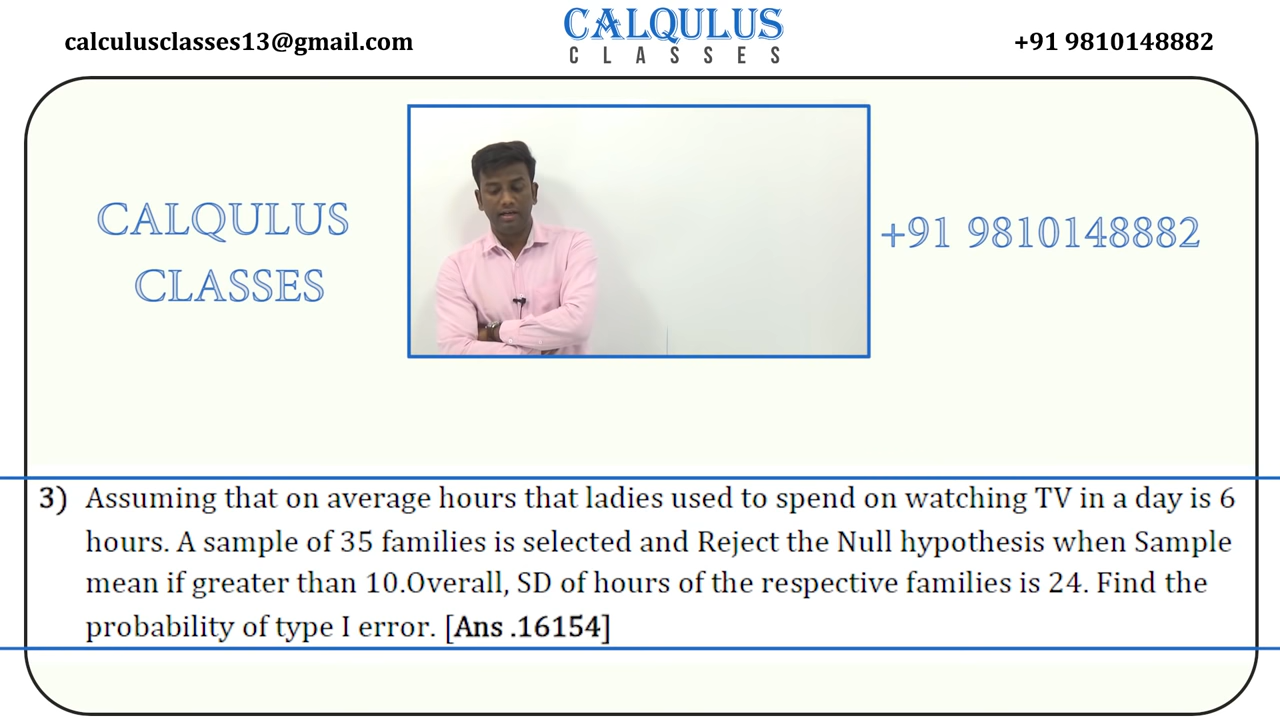 calculusclasses13@gmail.com
CALQULUS
CLASSES
+91 9810148882
CALQULUS
CLASSES
+91 9810148882
3) Assuming that on average hours that ladies used to spend on watching TV in a day is 6
hours. A sample of 35 families is selected and Reject the Null hypothesis when Sample
mean if greater than 10.Overall, SD of hours of the respective families is 24. Find the
probability of type I error. [Ans .16154]